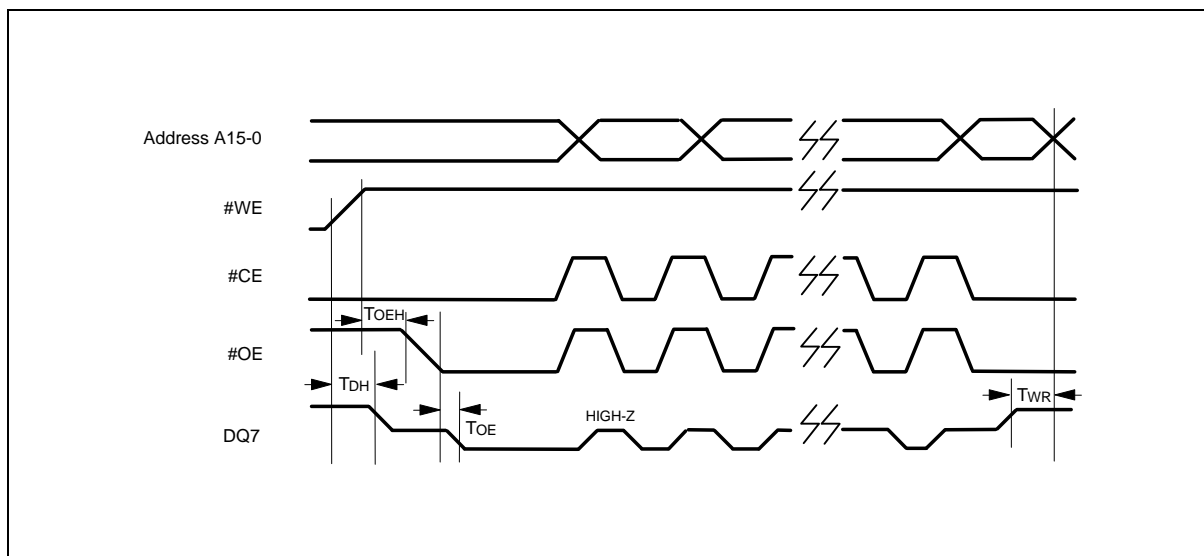 Address A15-0
#WE
#CE
TOEH
#OE
TDH
TWR
HIGH-Z
TOE
DQ7